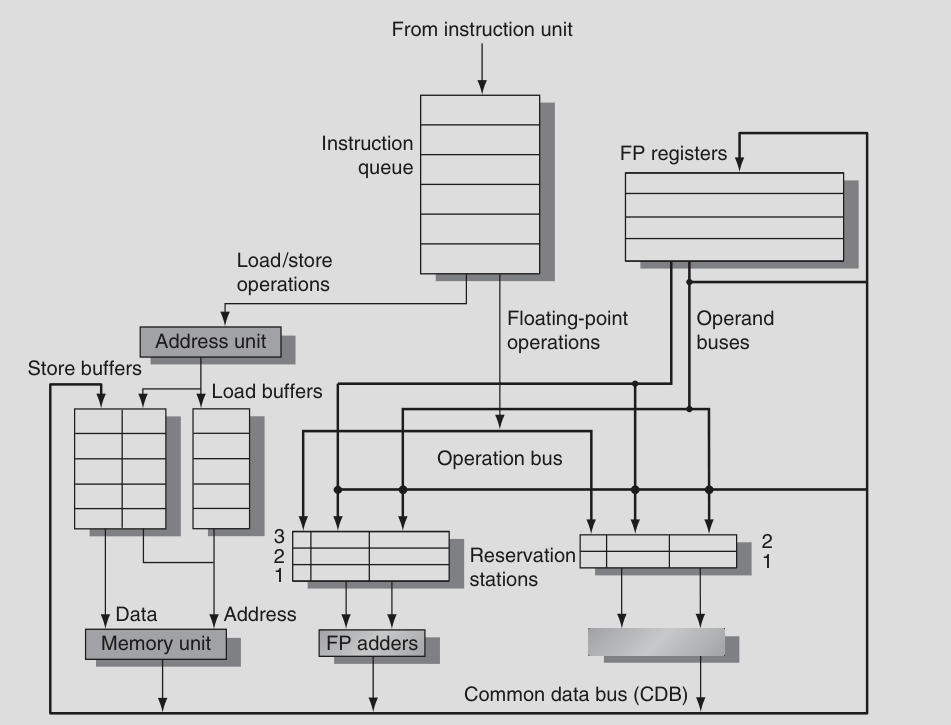 From instruction unit
Instruction
queue
FP registers
Load/store
operations
Floating-point
operations
Operand
buses
Address unit
Store buffers
Load buffers
Operation bus
3
2
1
Reservation
stations
2
1
Data
Address
Memory unit
FP adders
Common data bus (CDB)